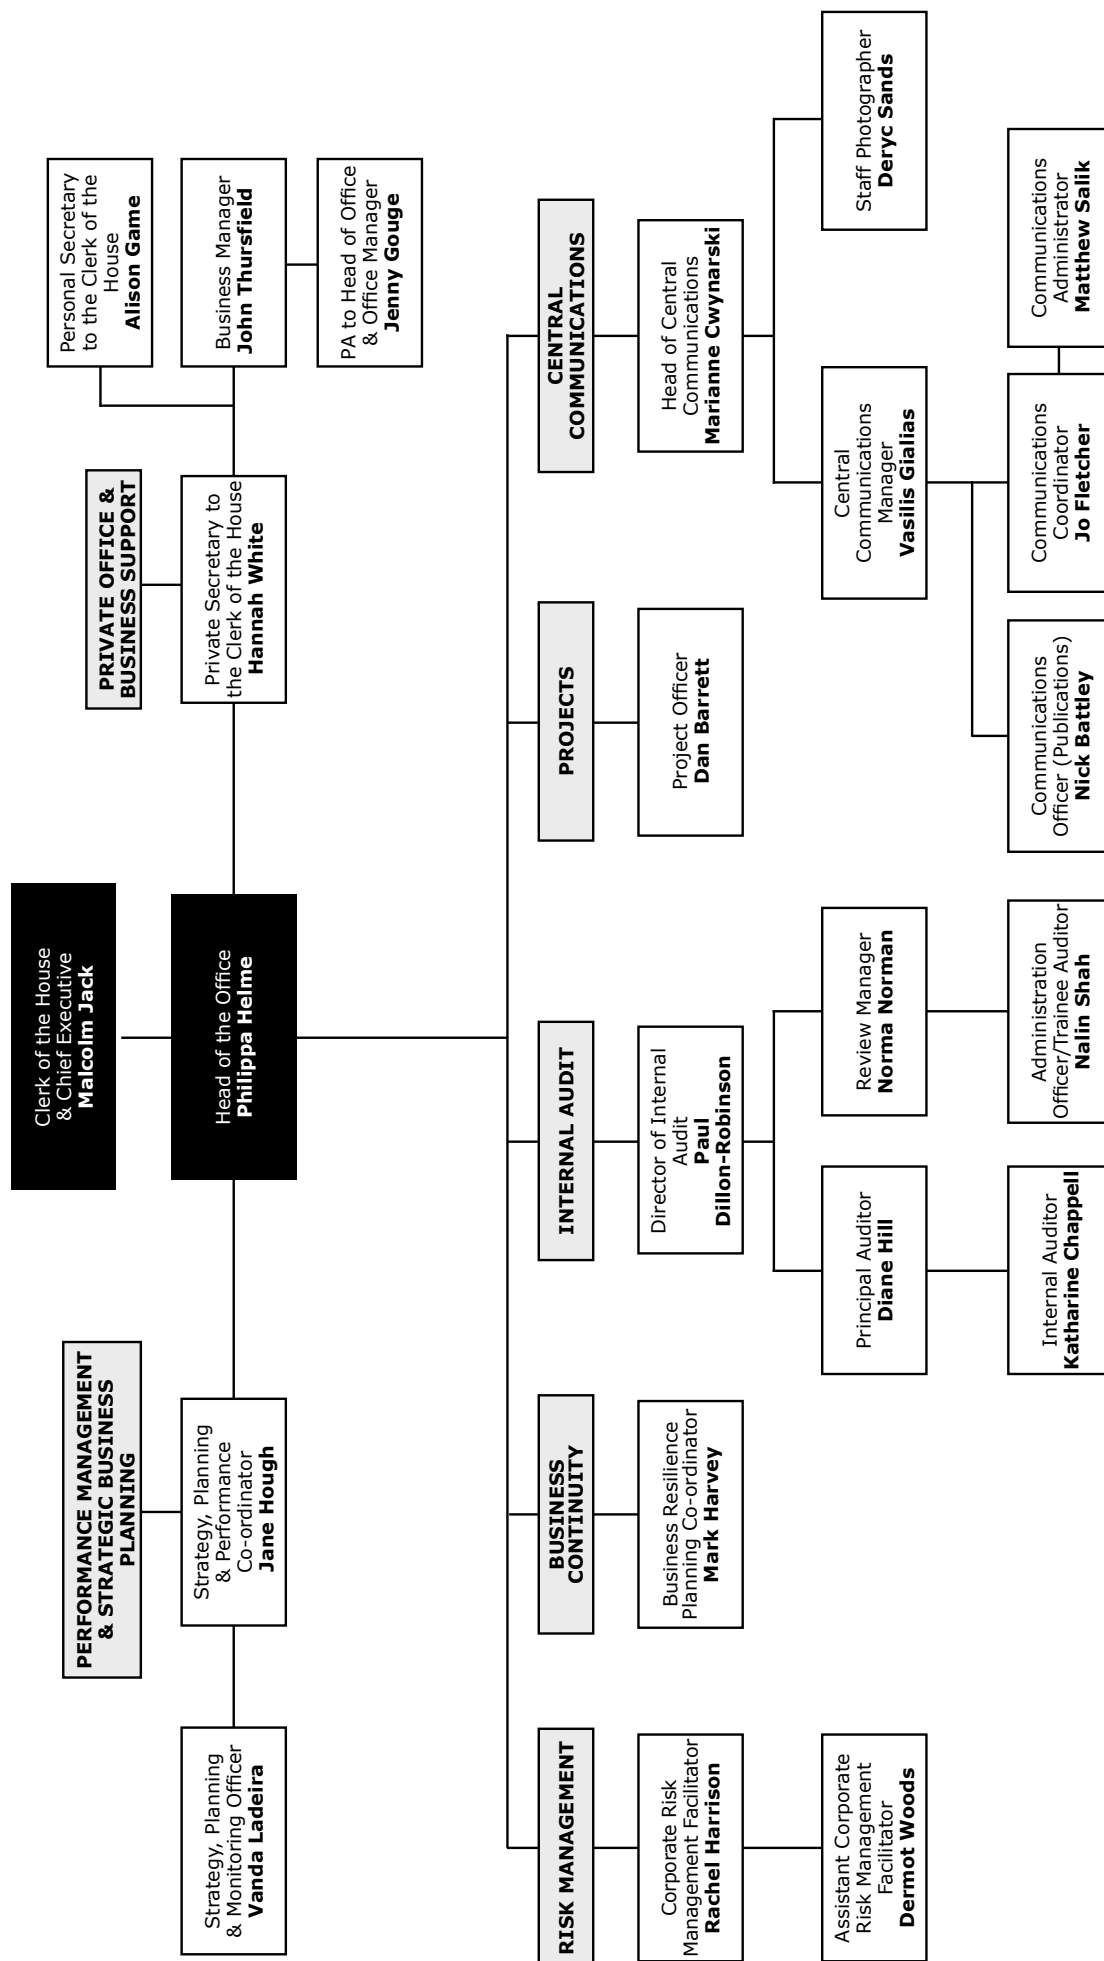 Clerk of the House
& Chief Executive
Malcolm Jack
Head of the Office
Philippa Helme
PERFORMANCE MANAGEMENT
& STRATEGIC BUSINESS
PLANNING
Strategy, Planning
& Performance
Co-ordinator
Jane Hough
Strategy, Planning
& Monitoring Officer
Vanda Ladeira
PRIVATE OFFICE &
BUSINESS SUPPORT
Private Secretary to
the Clerk of the House
Hannah White
Personal Secretary
to the Clerk of the
House
Alison Game
Business Manager
John Thursfield
PA to Head of Office
& Office Manager
Jenny Gouge
RISK MANAGEMENT
Corporate Risk
Management Facilitator
Rachel Harrison
Assistant Corporate
Risk Management
Facilitator
Dermot Woods
BUSINESS
CONTINUITY
Business Resilience
Planning Co-ordinator
Mark Harvey
INTERNAL AUDIT
Director of Internal
Audit
Paul
Dillon-Robinson
Principal Auditor
Diane Hill
Internal Auditor
Katharine Chappell
Review Manager
Norma Norman
Administration
Officer/Trainee Auditor
Nalin Shah
PROJECTS
Project Officer
Dan Barrett
CENTRAL
COMMUNICATIONS
Head of Central
Communications
Marianne Cwynarski
Central
Communications
Manager
Vasilis Gialias
Staff Photographer
Deryc Sands
Communications
Officer (Publications)
Nick Battley
Communications
Coordinator
Jo Fletcher
Communications
Administrator
Matthew Salik